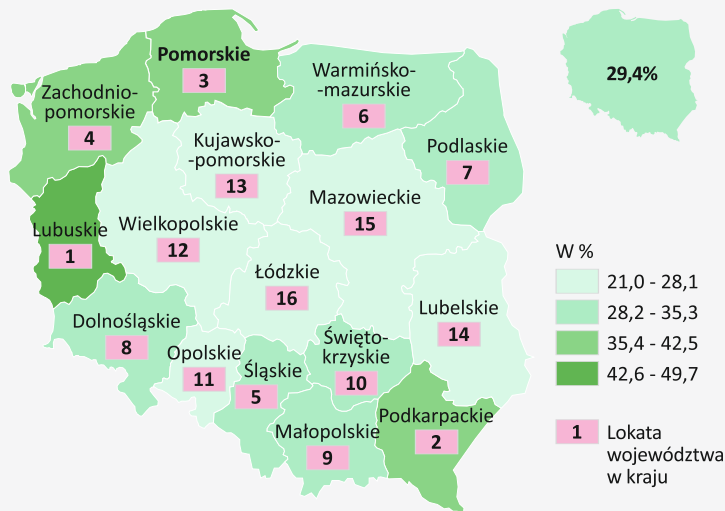 Pomorskie
3
Zachodnio-
pomorskie
4
Warmińsko-
-mazurskie
6
29,4%
Kujawsko-
-pomorskie
13
Podlaskie
7
Mazowieckie
15
Lubuskie
1
Wielkopolskie
12
Łódzkie
16
Lubelskie
14
Dolnośląskie
8
Opolskie
11
Śląskie
5
Święto-
krzyskie
10
Małopolskie
9
Podkarpackie
2
W %
21,0 - 28,1
28,2 - 35,3
35,4 - 42,5
42,6 - 49,7
1 Lokata
województwa
w kraju